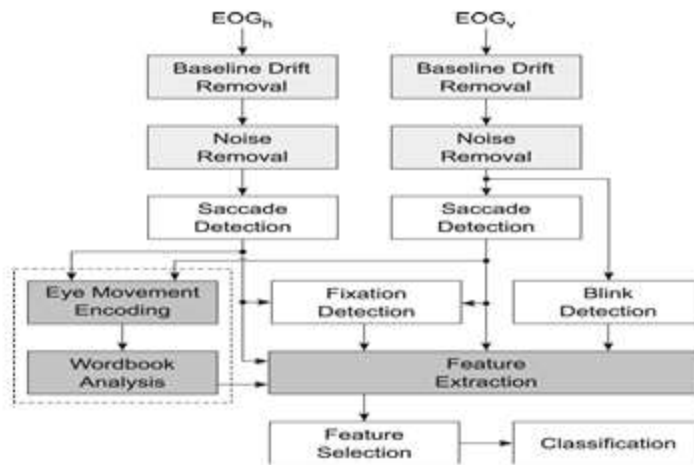 EOGh EOGv
Baseline Drift
Removal
Baseline Drift
Removal
Noise
Removal
Noise
Removal
Saccade
Detection
Saccade
Detection
Eye Movement
Encoding
Fixation
Detection
Blink
Detection
Wordbook
Analysis
Feature
Extraction
Feature
Selection
Classification